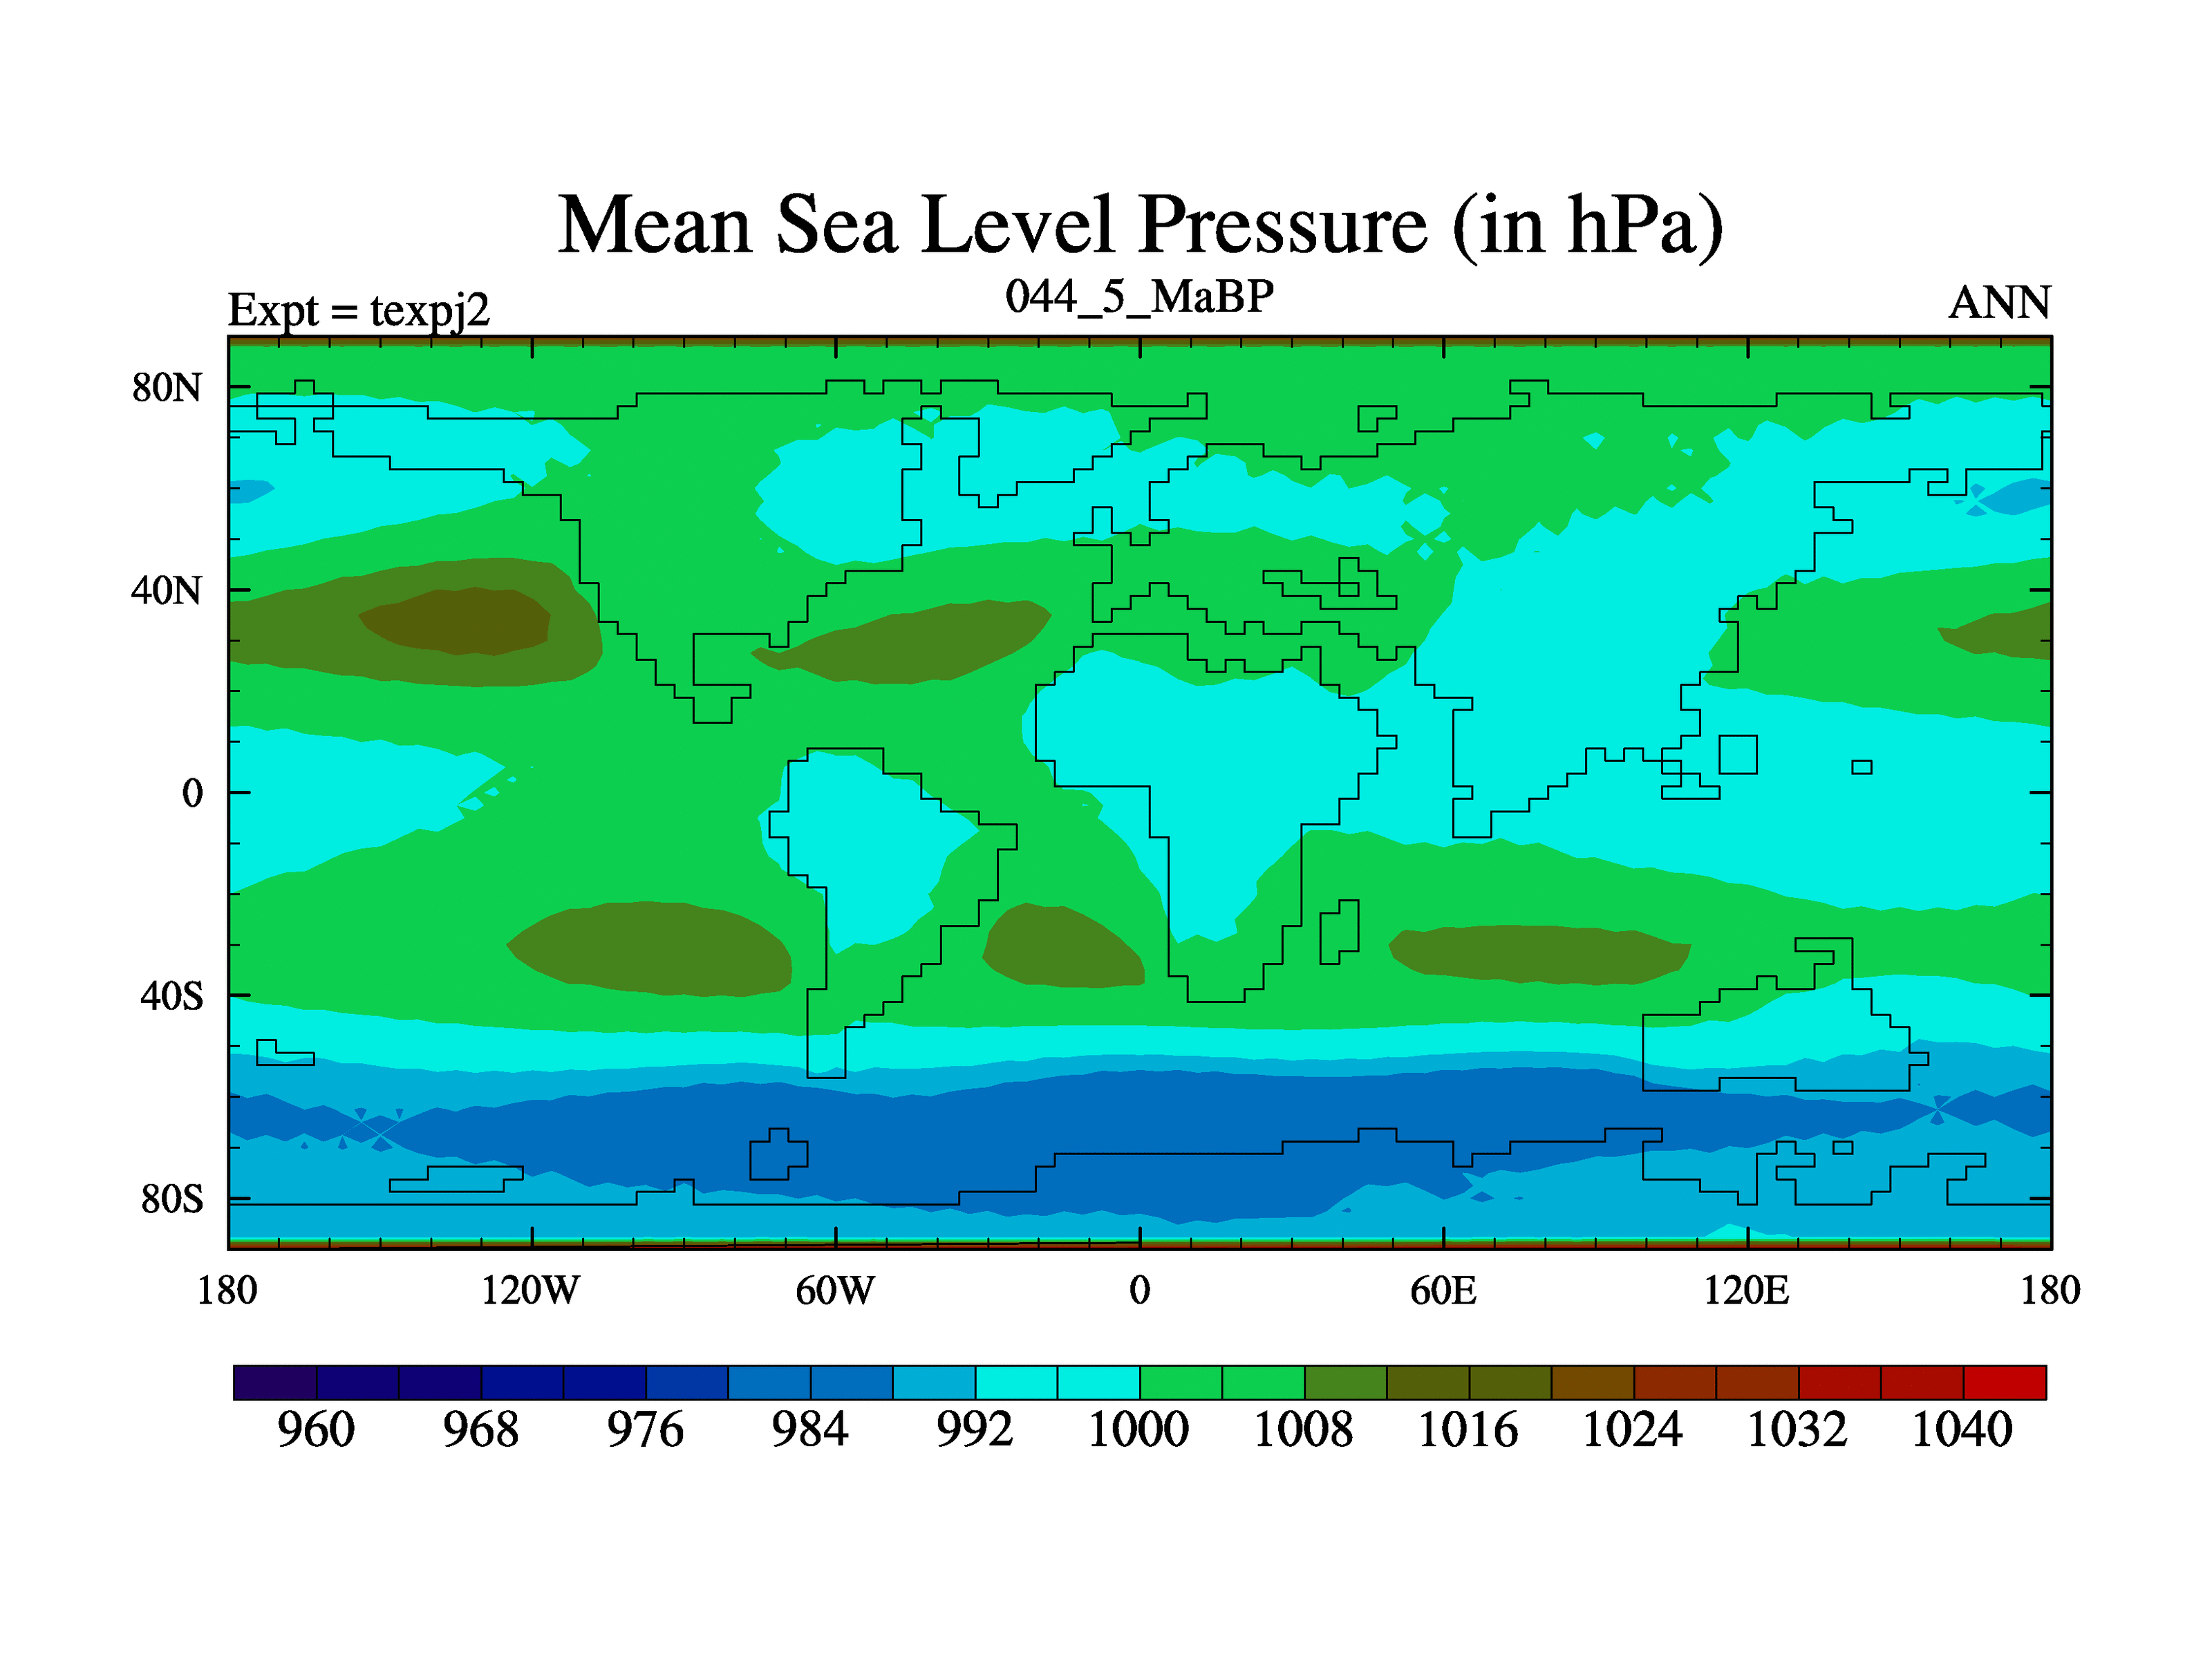 Mean Sea Level Pressure (in hPa)
Expt = texpj2 044_5_MaBP ANN
80N
40N
0
40S
80S
180 120W 60W 0 60E 120E 180
960 968 976 984 992 1000 1008 1016 1024 1032 1040